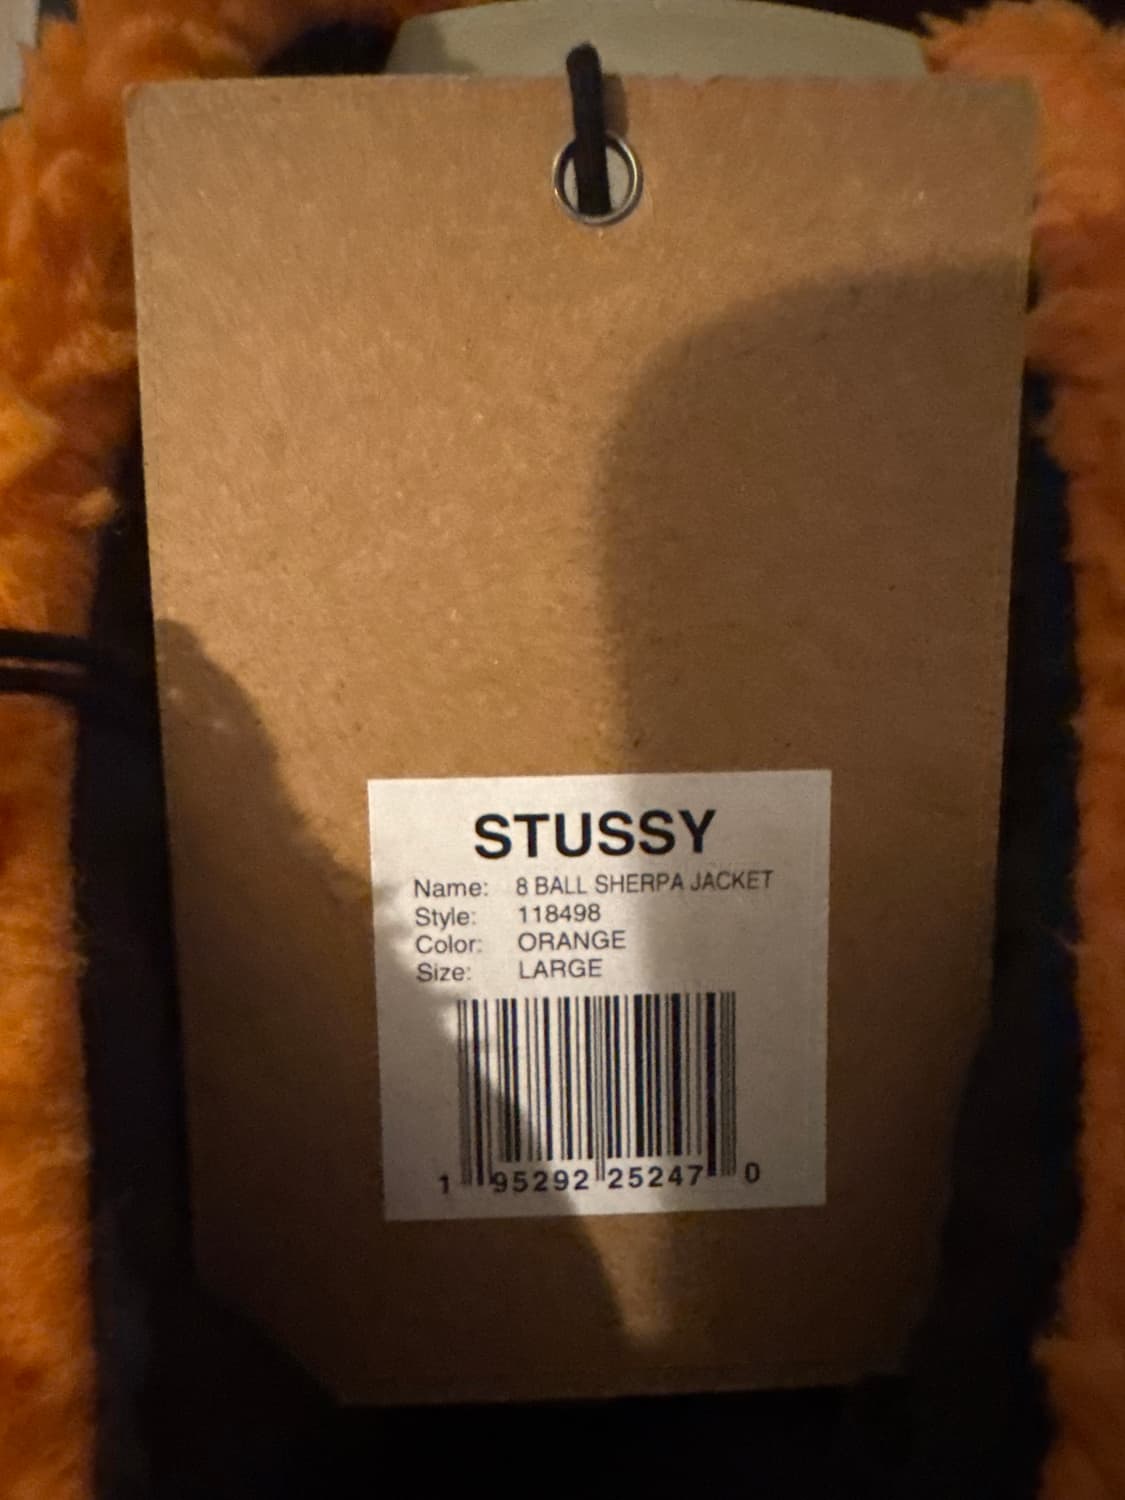 STUSSY
Name: 8 BALL SHERPA JACKET
Style: 118498
Color: ORANGE
Size: LARGE
1 95292 25247 0